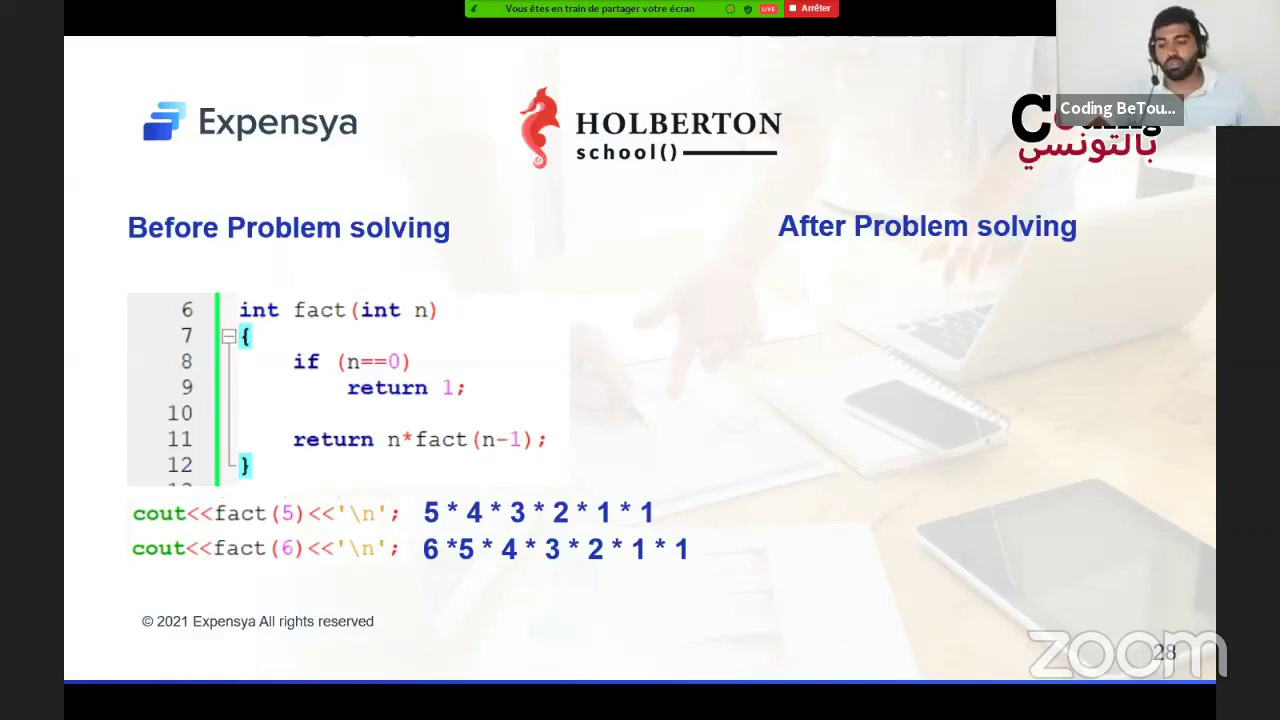 Vous êtes en train de partager votre écran
LIVE
Arrêter
Coding BeTou...
Expensya
HOLBERTON
school()
بالتونسي
Before Problem solving
After Problem solving
6 int fact(int n)
7 {
8 if (n==0)
9 return 1;
10
11 return n*fact(n-1);
12 }
cout<<fact(5)<<'\n'; 5 * 4 * 3 * 2 * 1 * 1
cout<<fact(6)<<'\n'; 6 *5 * 4 * 3 * 2 * 1 * 1
© 2021 Expensya All rights reserved
28
zoom